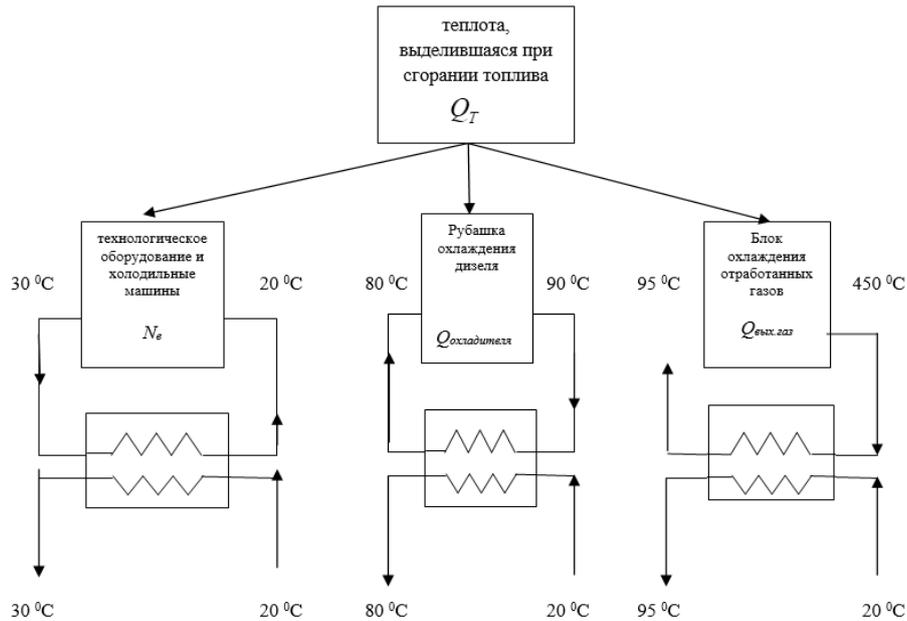 теплота,
выделившаяся при
сгорании топлива
Q_T
технологическое
оборудование и
холодильные
машины
N_e
Рубашка
охлаждения
дизеля
Q_охладителя
Блок
охлаждения
отработанных
газов
Q_вых.газ
30 ⁰C
20 ⁰C
80 ⁰C
90 ⁰C
95 ⁰C
450 ⁰C
30 ⁰C
20 ⁰C
80 ⁰C
20 ⁰C
95 ⁰C
20 ⁰C